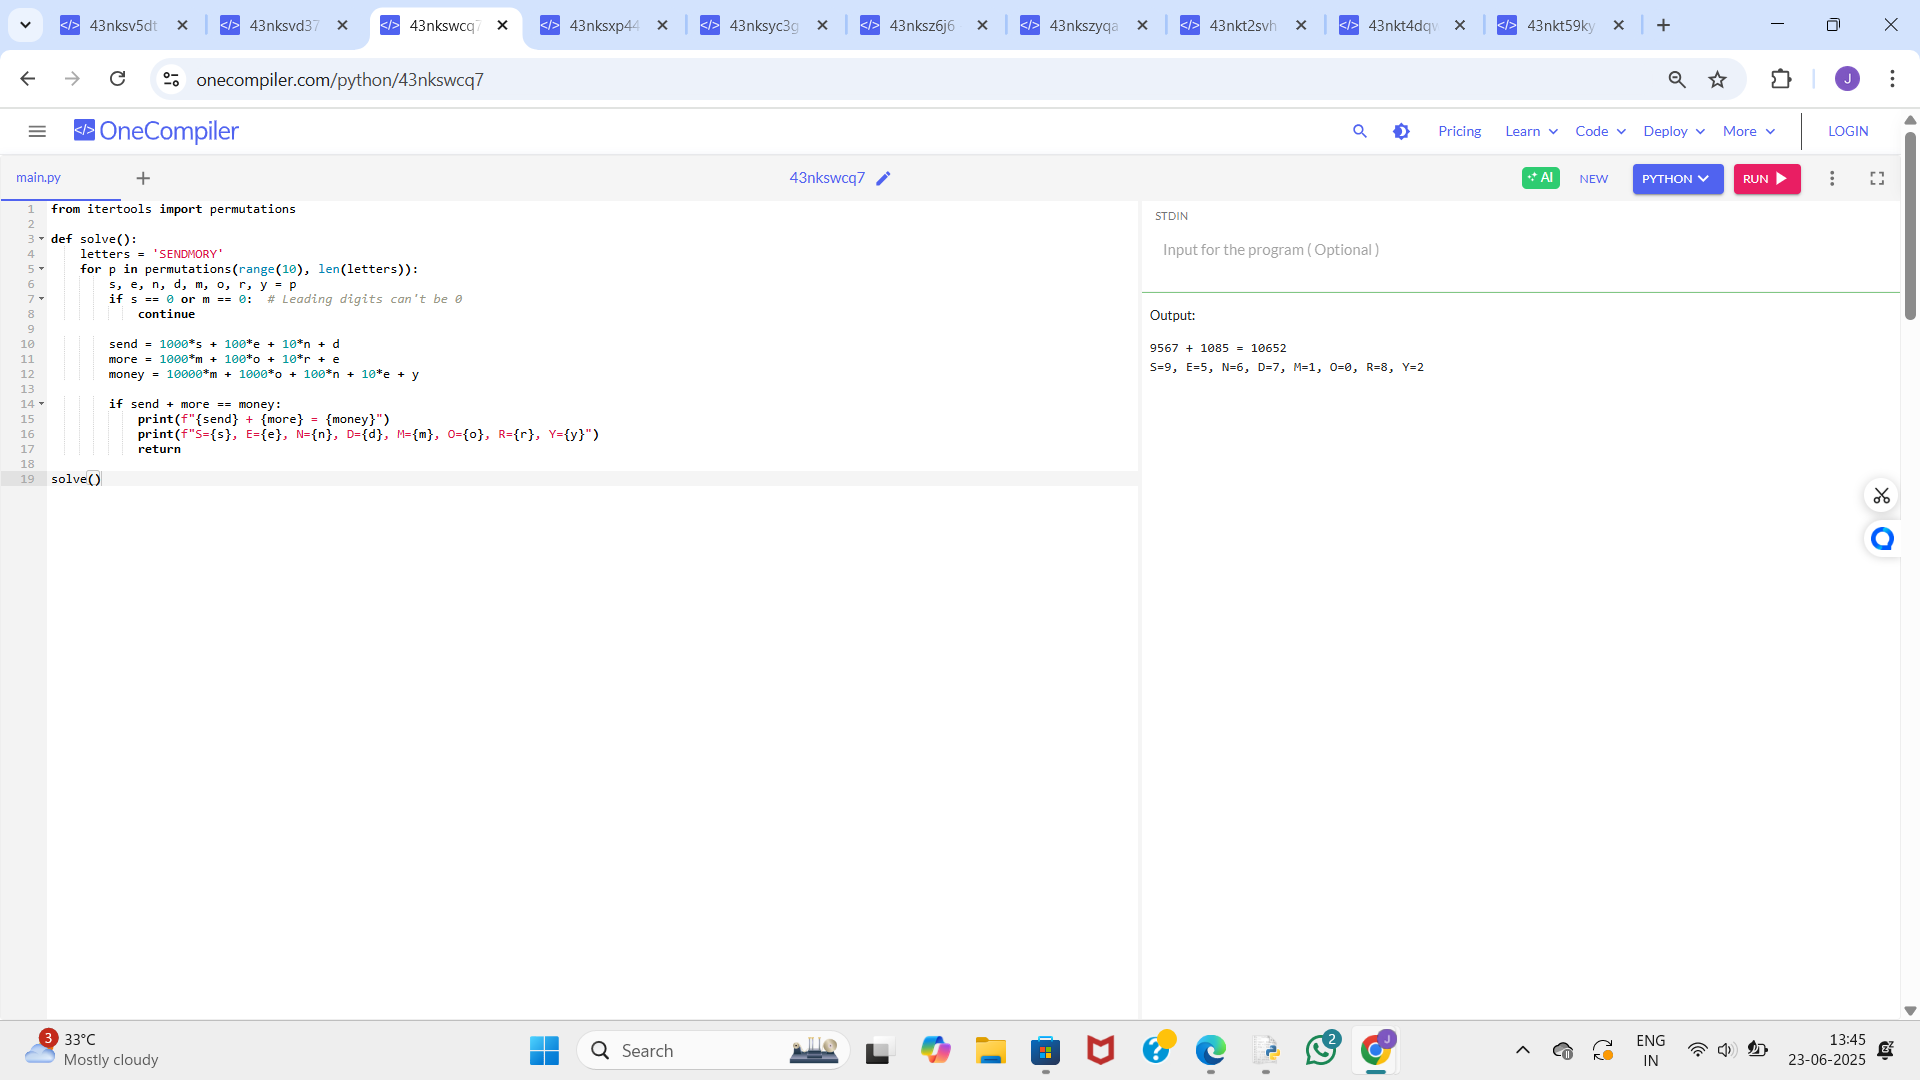 43nksv5dt
43nksvd37
43nkswcq7
43nksxp44
43nksyc3g
43nksz6j6
43nkszyqa
43nkt2svh
43nkt4dqw
43nkt59ky
onecompiler.com/python/43nkswcq7
J
</> OneCompiler
Pricing Learn Code Deploy More LOGIN
main.py
43nkswcq7
AI NEW PYTHON RUN
1 from itertools import permutations
2
3 def solve():
4 letters = 'SENDMORY'
5 for p in permutations(range(10), len(letters)):
6 s, e, n, d, m, o, r, y = p
7 if s == 0 or m == 0:  # Leading digits can't be 0
8 continue
9
10 send = 1000*s + 100*e + 10*n + d
11 more = 1000*m + 100*o + 10*r + e
12 money = 10000*m + 1000*o + 100*n + 10*e + y
13
14 if send + more == money:
15 print(f"{send} + {more} = {money}")
16 print(f"S={s}, E={e}, N={n}, D={d}, M={m}, O={o}, R={r}, Y={y}")
17 return
18
19 solve()
STDIN
Input for the program ( Optional )
Output:
9567 + 1085 = 10652
S=9, E=5, N=6, D=7, M=1, O=0, R=8, Y=2
3
33°C
Mostly cloudy
Search
2
J
ENG
IN
13:45
23-06-2025